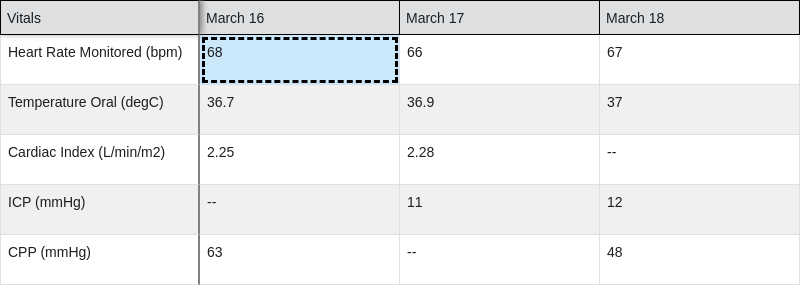 Vitals March 16 March 17 March 18
Heart Rate Monitored (bpm) 68 66 67
Temperature Oral (degC) 36.7 36.9 37
Cardiac Index (L/min/m2) 2.25 2.28 --
ICP (mmHg) -- 11 12
CPP (mmHg) 63 -- 48